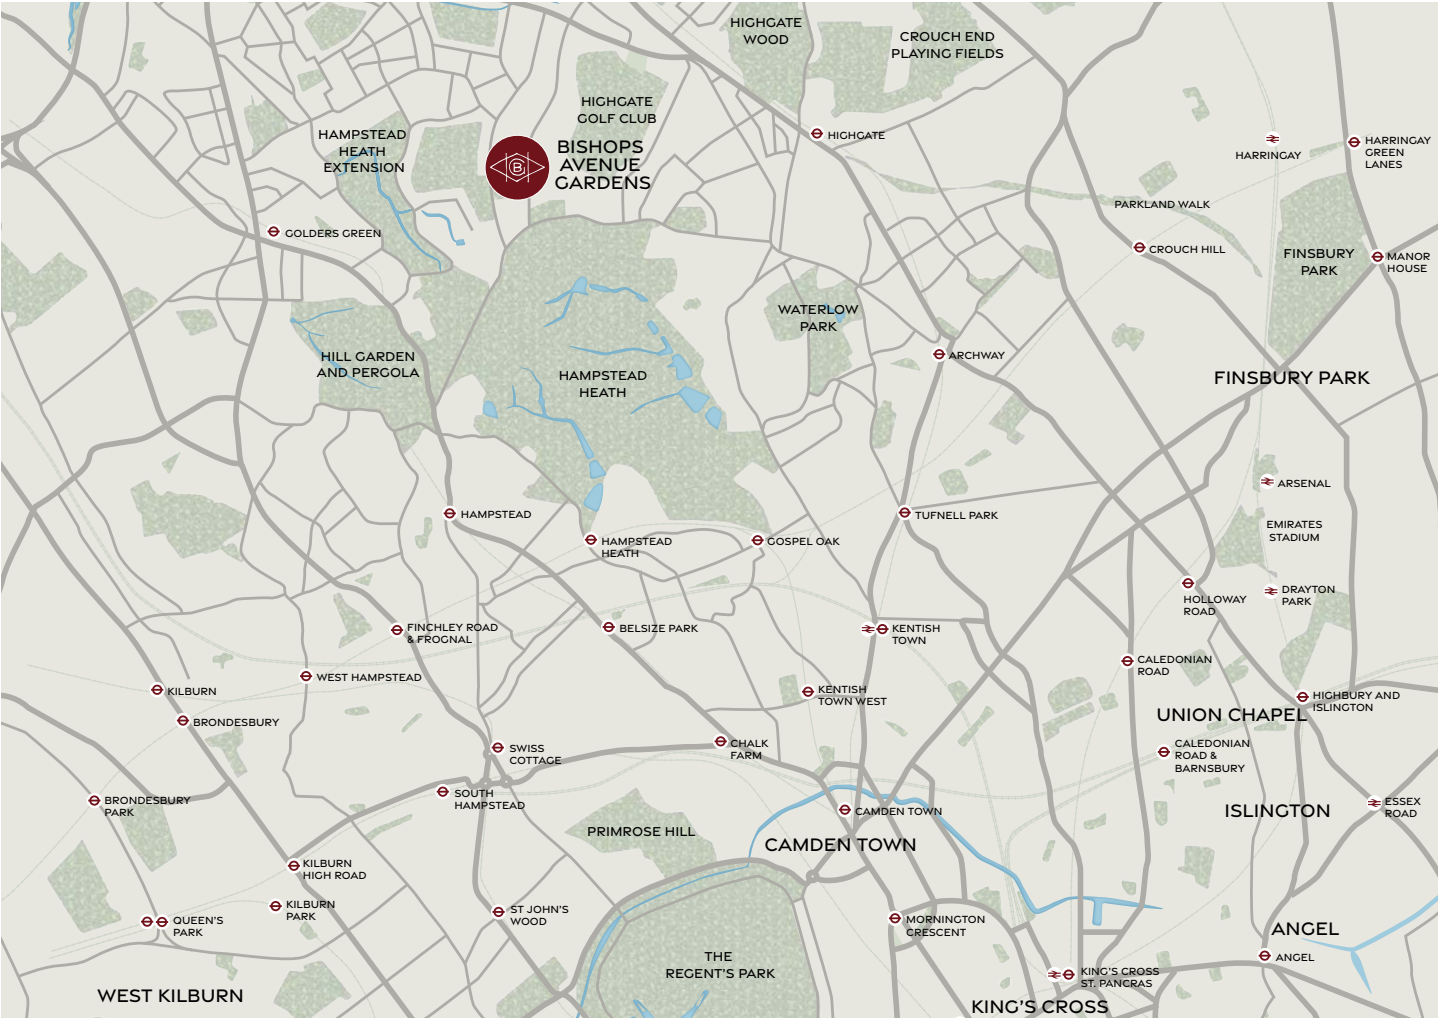 HIGHGATE
WOOD
CROUCH END
PLAYING FIELDS
HIGHGATE
GOLF CLUB
HAMPSTEAD
HEATH
EXTENSION
B
BISHOPS
AVENUE
GARDENS
HIGHGATE
HARRINGAY
HARRINGAY
GREEN
LANES
PARKLAND WALK
GOLDERS GREEN
CROUCH HILL
FINSBURY
PARK
MANOR
HOUSE
WATERLOW
PARK
HILL GARDEN
AND PERGOLA
HAMPSTEAD
HEATH
ARCHWAY
FINSBURY PARK
ARSENAL
HAMPSTEAD
TUFNELL PARK
EMIRATES
STADIUM
HAMPSTEAD
HEATH
GOSPEL OAK
HOLLOWAY
ROAD
DRAYTON
PARK
FINCHLEY ROAD
& FROGNAL
BELSIZE PARK
KENTISH
TOWN
CALEDONIAN
ROAD
WEST HAMPSTEAD
KILBURN
KENTISH
TOWN WEST
HIGHBURY AND
ISLINGTON
UNION CHAPEL
BRONDESBURY
SWISS
COTTAGE
CHALK
FARM
CALEDONIAN
ROAD &
BARNSBURY
BRONDESBURY
PARK
SOUTH
HAMPSTEAD
CAMDEN TOWN
ISLINGTON
ESSEX
ROAD
PRIMROSE HILL
CAMDEN TOWN
KILBURN
HIGH ROAD
KILBURN
PARK
QUEEN'S
PARK
ST JOHN'S
WOOD
MORNINGTON
CRESCENT
ANGEL
ANGEL
THE
REGENT'S PARK
KING'S CROSS
ST. PANCRAS
WEST KILBURN
KING'S CROSS